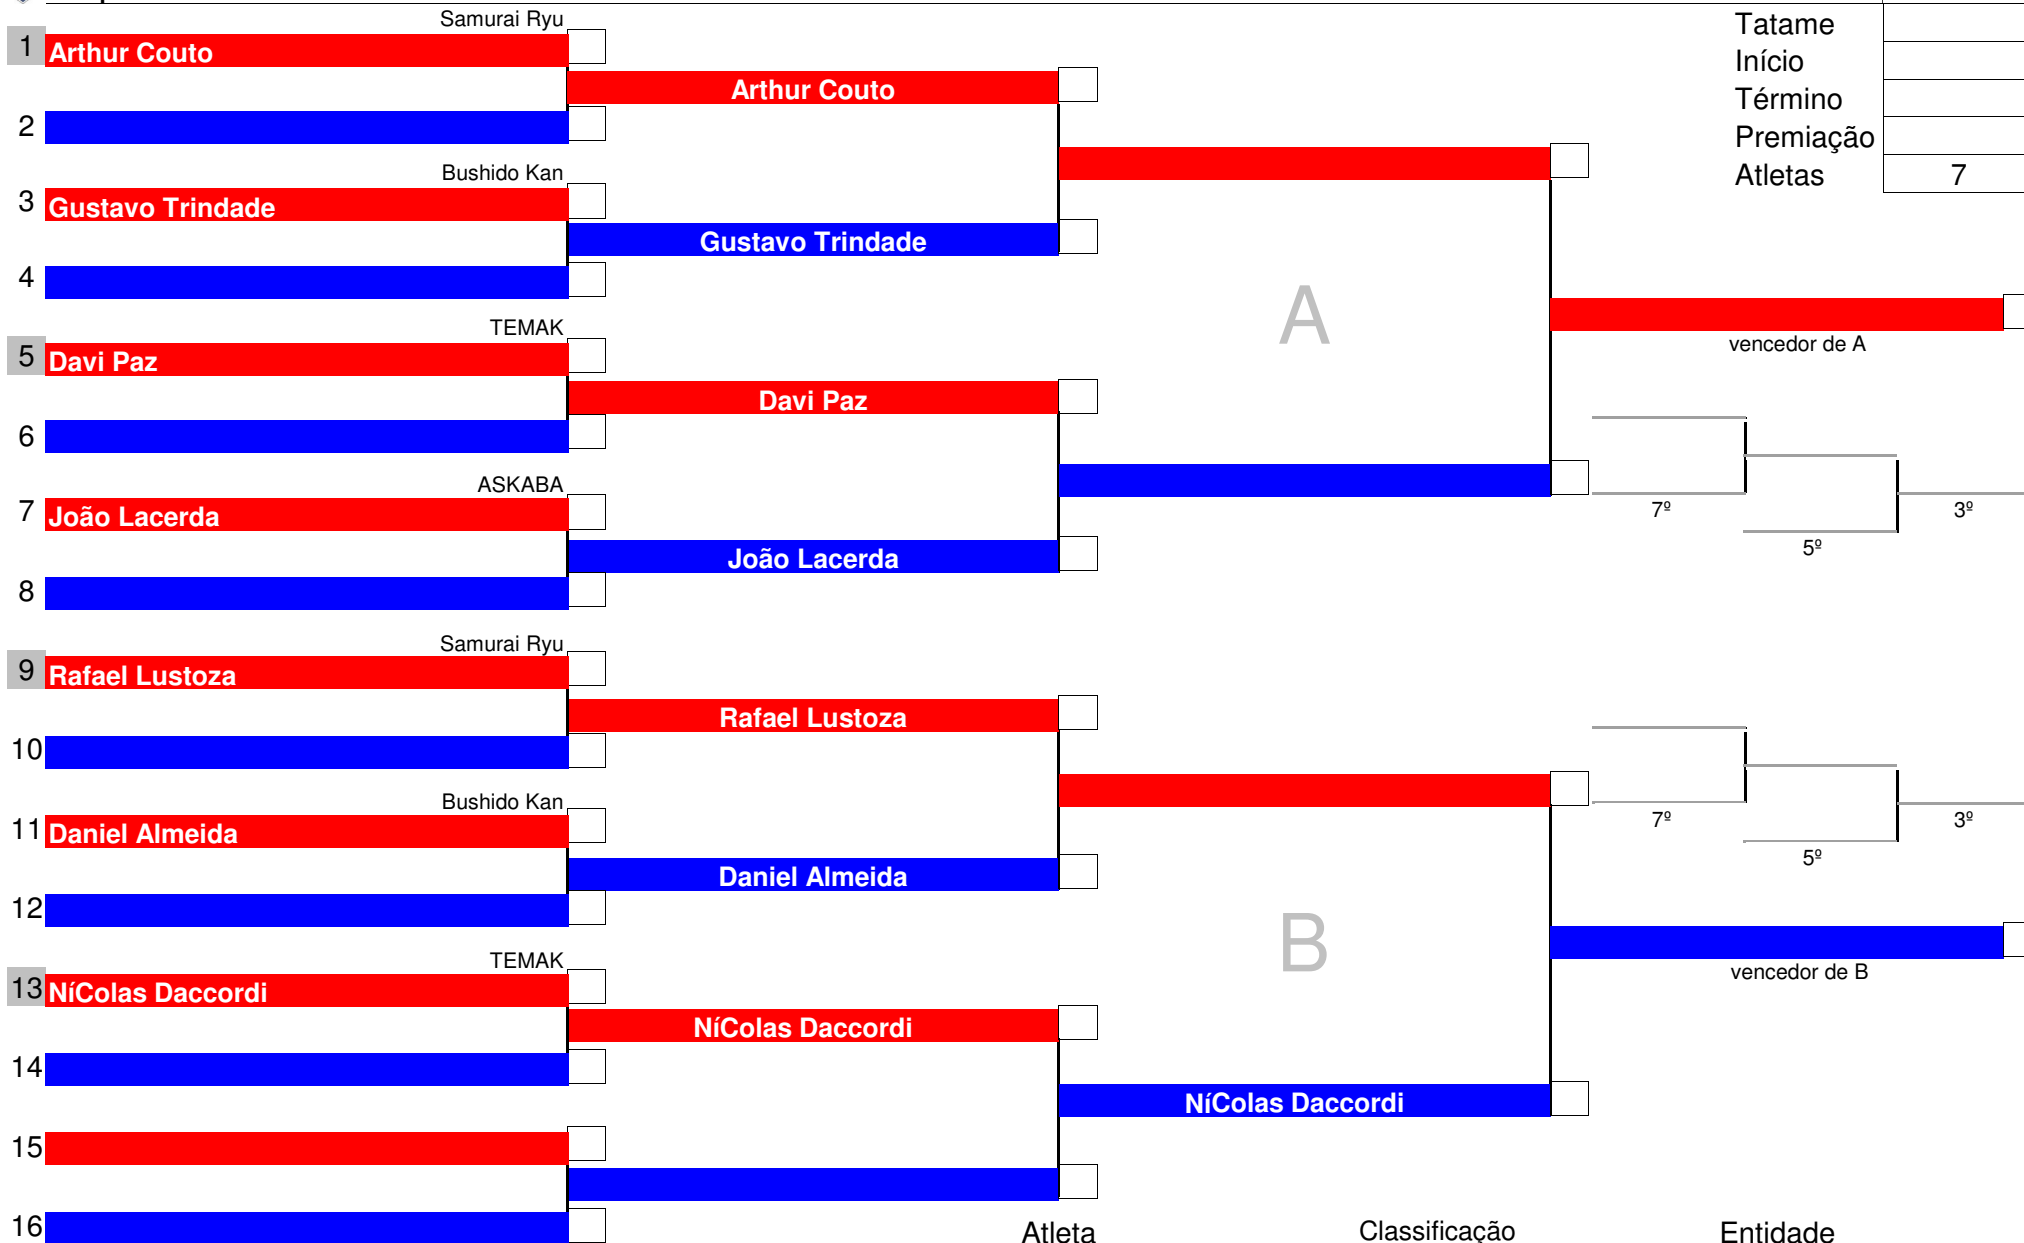 Samurai Ryu
Tatame
1 Arthur Couto
Arthur Couto
Início
Término
2
Premiação
Bushido Kan
Atletas 7
3 Gustavo Trindade
Gustavo Trindade
4
A
TEMAK
vencedor de A
5 Davi Paz
Davi Paz
6
ASKABA
7 João Lacerda
7º 3º
5º
João Lacerda
8
Samurai Ryu
9 Rafael Lustoza
Rafael Lustoza
10
Bushido Kan
11 Daniel Almeida
7º 3º
5º
Daniel Almeida
12
B
TEMAK
vencedor de B
13 NíColas Daccordi
NíColas Daccordi
14
NíColas Daccordi
15
16
Atleta Classificação Entidade